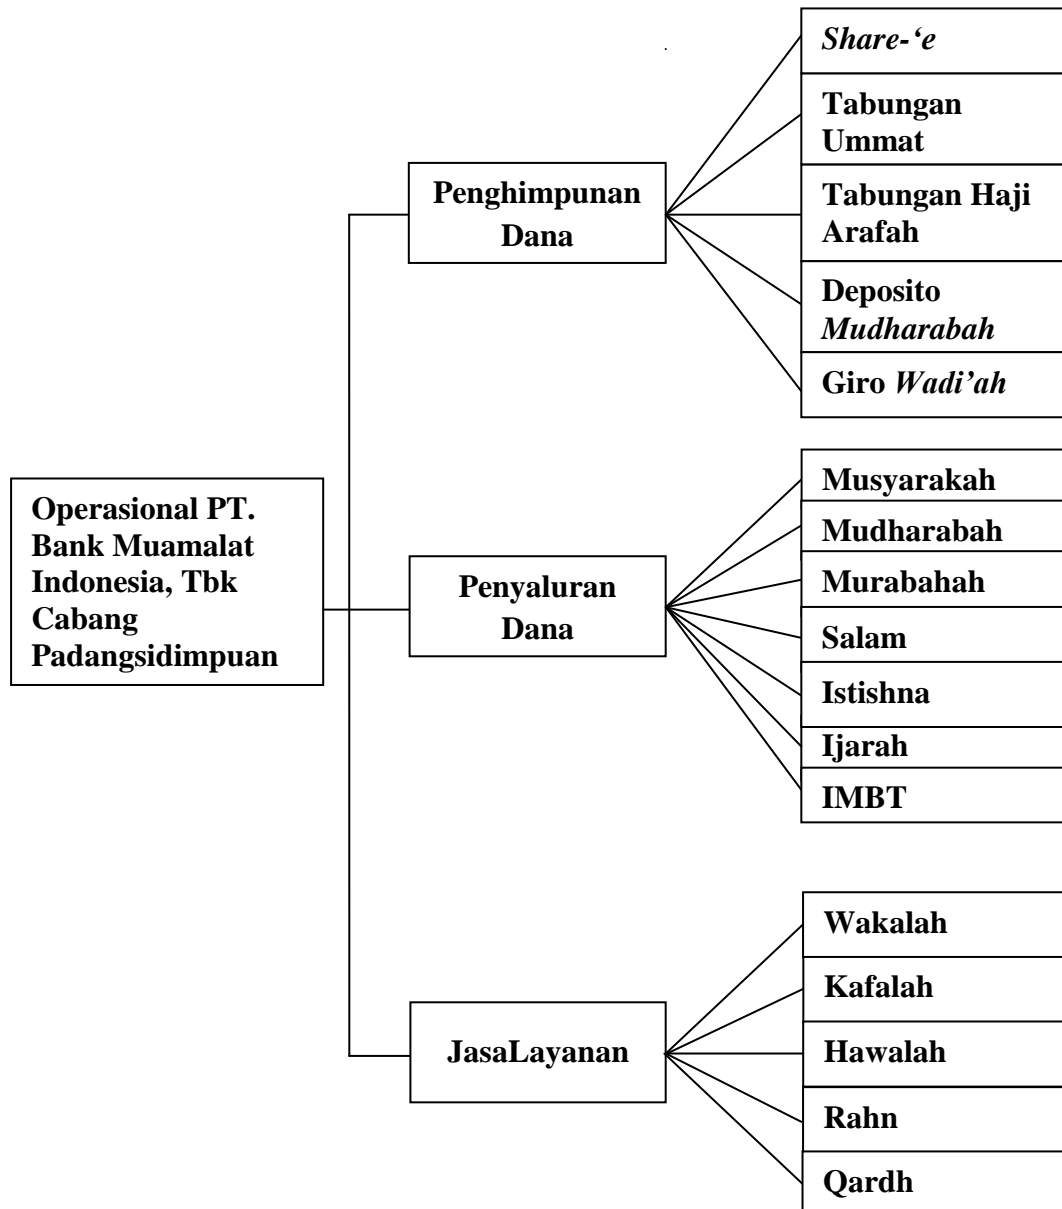 Share-‘e
Tabungan
Ummat
Penghimpunan
Dana
Tabungan Haji
Arafah
Deposito
Mudharabah
Giro Wadi’ah
Operasional PT.
Bank Muamalat
Indonesia, Tbk
Cabang
Padangsidimpuan
Penyaluran
Dana
Musyarakah
Mudharabah
Murabahah
Salam
Istishna
Ijarah
IMBT
JasaLayanan
Wakalah
Kafalah
Hawalah
Rahn
Qardh